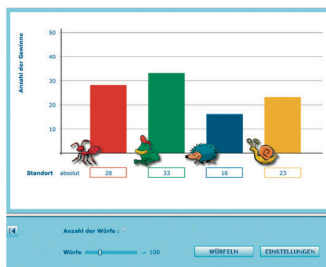 Anzahl der Gewinne
50
40
30
20
10
Standort absolut 28 33 16 23
Anzahl der Würfe :
Würfe = 100 WÜRFELN EINSTELLUNGEN